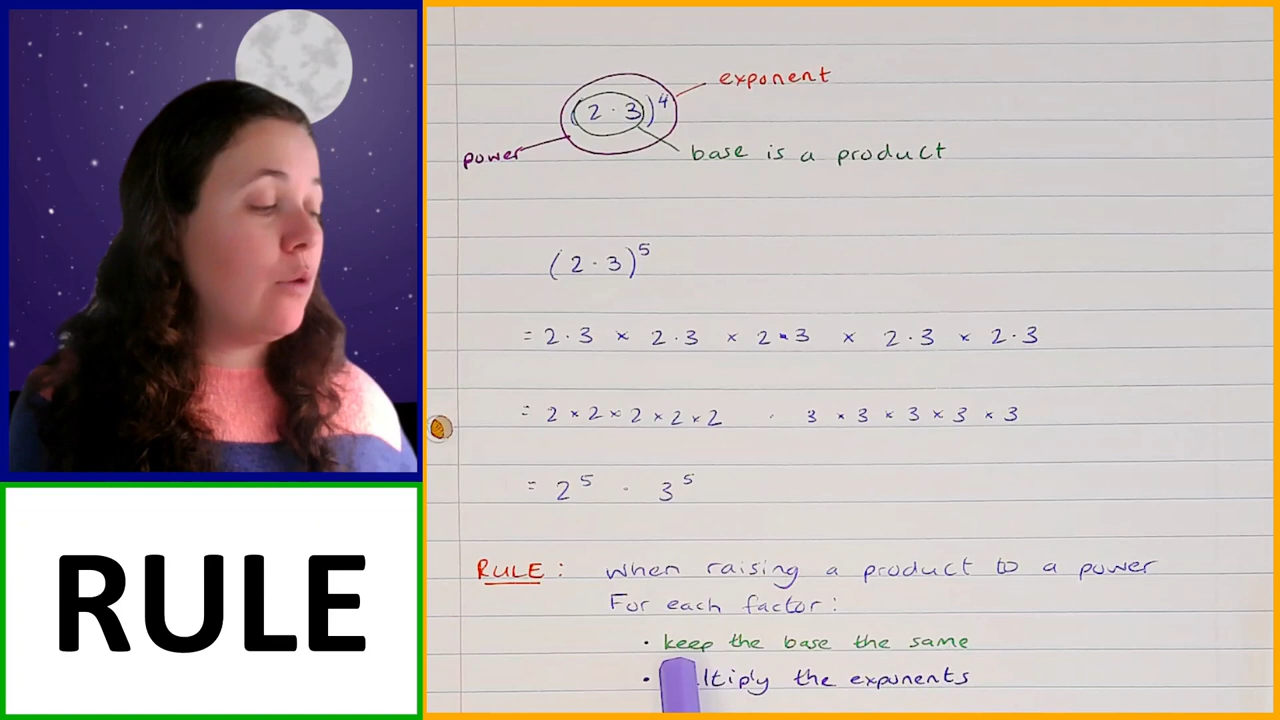 exponent
(2 · 3)⁴
power
base is a product
(2 · 3)⁵
= 2 · 3 × 2 · 3 × 2 · 3 × 2 · 3 × 2 · 3
= 2 × 2 × 2 × 2 × 2 · 3 × 3 × 3 × 3 × 3
= 2⁵ · 3⁵
RULE: when raising a product to a power
For each factor:
· keep the base the same
· ltiply the exponents
RULE